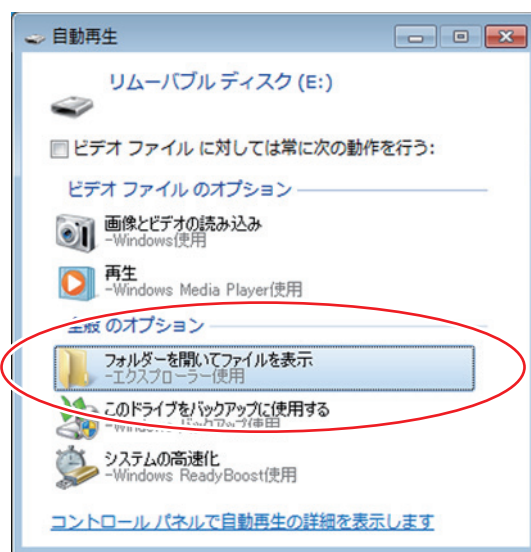 自動再生
リムーバブル ディスク (E:)
ビデオ ファイル に対しては常に次の動作を行う:
ビデオ ファイル のオプション
画像とビデオの読み込み
-Windows使用
再生
-Windows Media Player使用
全般 のオプション
フォルダーを開いてファイルを表示
-エクスプローラー使用
このドライブをバックアップに使用する
-Windows バックアップ使用
システムの高速化
-Windows ReadyBoost使用
コントロール パネルで自動再生の詳細を表示します